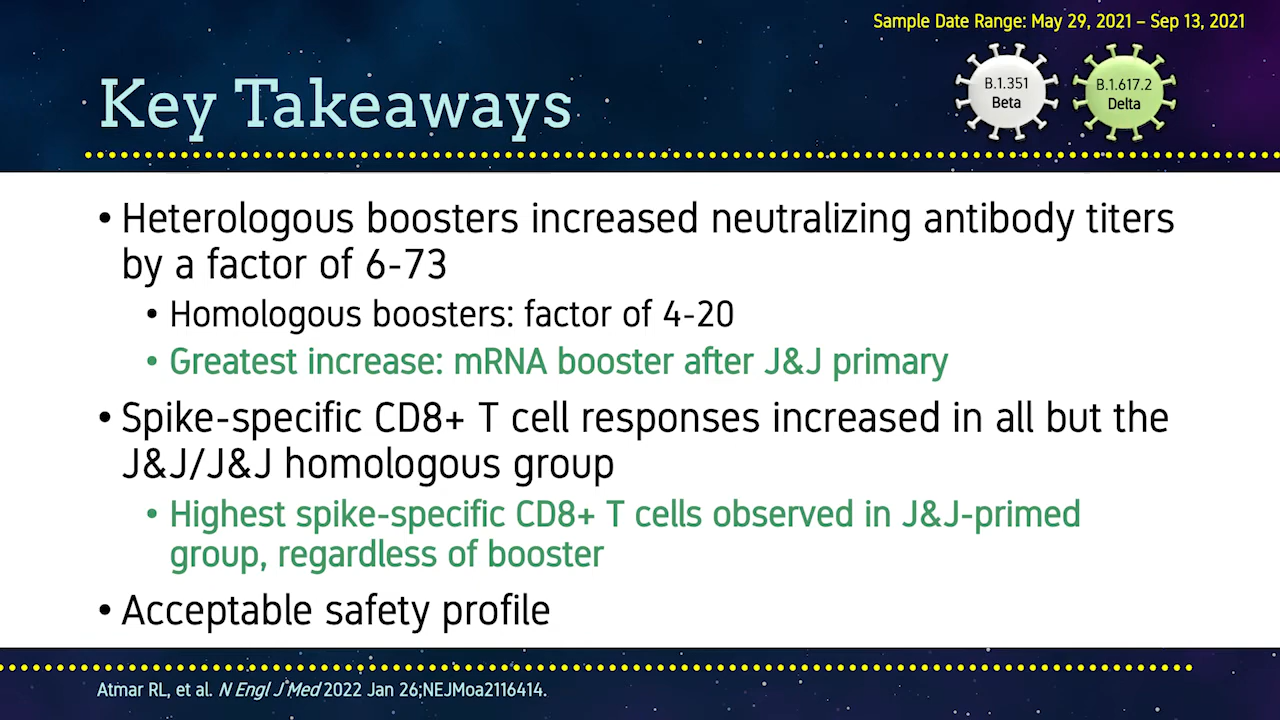 Sample Date Range: May 29, 2021 – Sep 13, 2021
Key Takeaways
B.1.351
Beta
B.1.617.2
Delta
• Heterologous boosters increased neutralizing antibody titers
by a factor of 6-73
• Homologous boosters: factor of 4-20
• Greatest increase: mRNA booster after J&J primary
• Spike-specific CD8+ T cell responses increased in all but the
J&J/J&J homologous group
• Highest spike-specific CD8+ T cells observed in J&J-primed
group, regardless of booster
• Acceptable safety profile
Atmar RL, et al. N Engl J Med 2022 Jan 26;NEJMoa2116414.